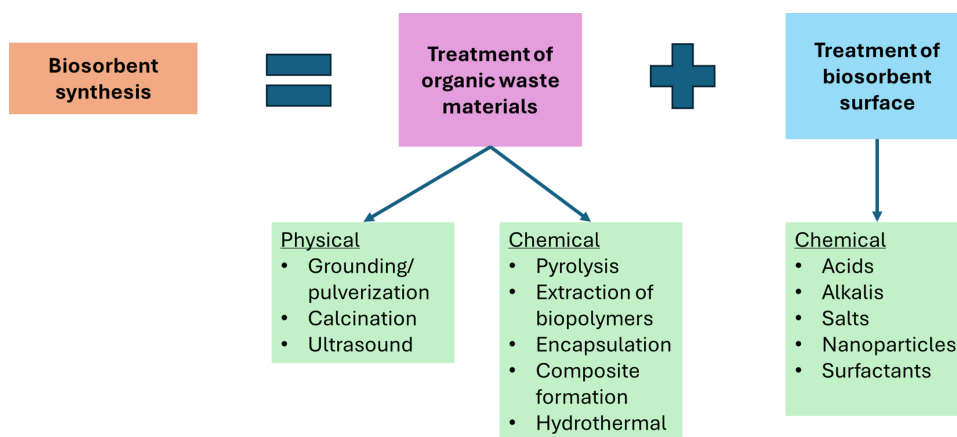 Biosorbent
synthesis
Treatment of
organic waste
materials
Treatment of
biosorbent
surface
Physical
• Grounding/
pulverization
• Calcination
• Ultrasound
Chemical
• Pyrolysis
• Extraction of
biopolymers
• Encapsulation
• Composite
formation
• Hydrothermal
Chemical
• Acids
• Alkalis
• Salts
• Nanoparticles
• Surfactants